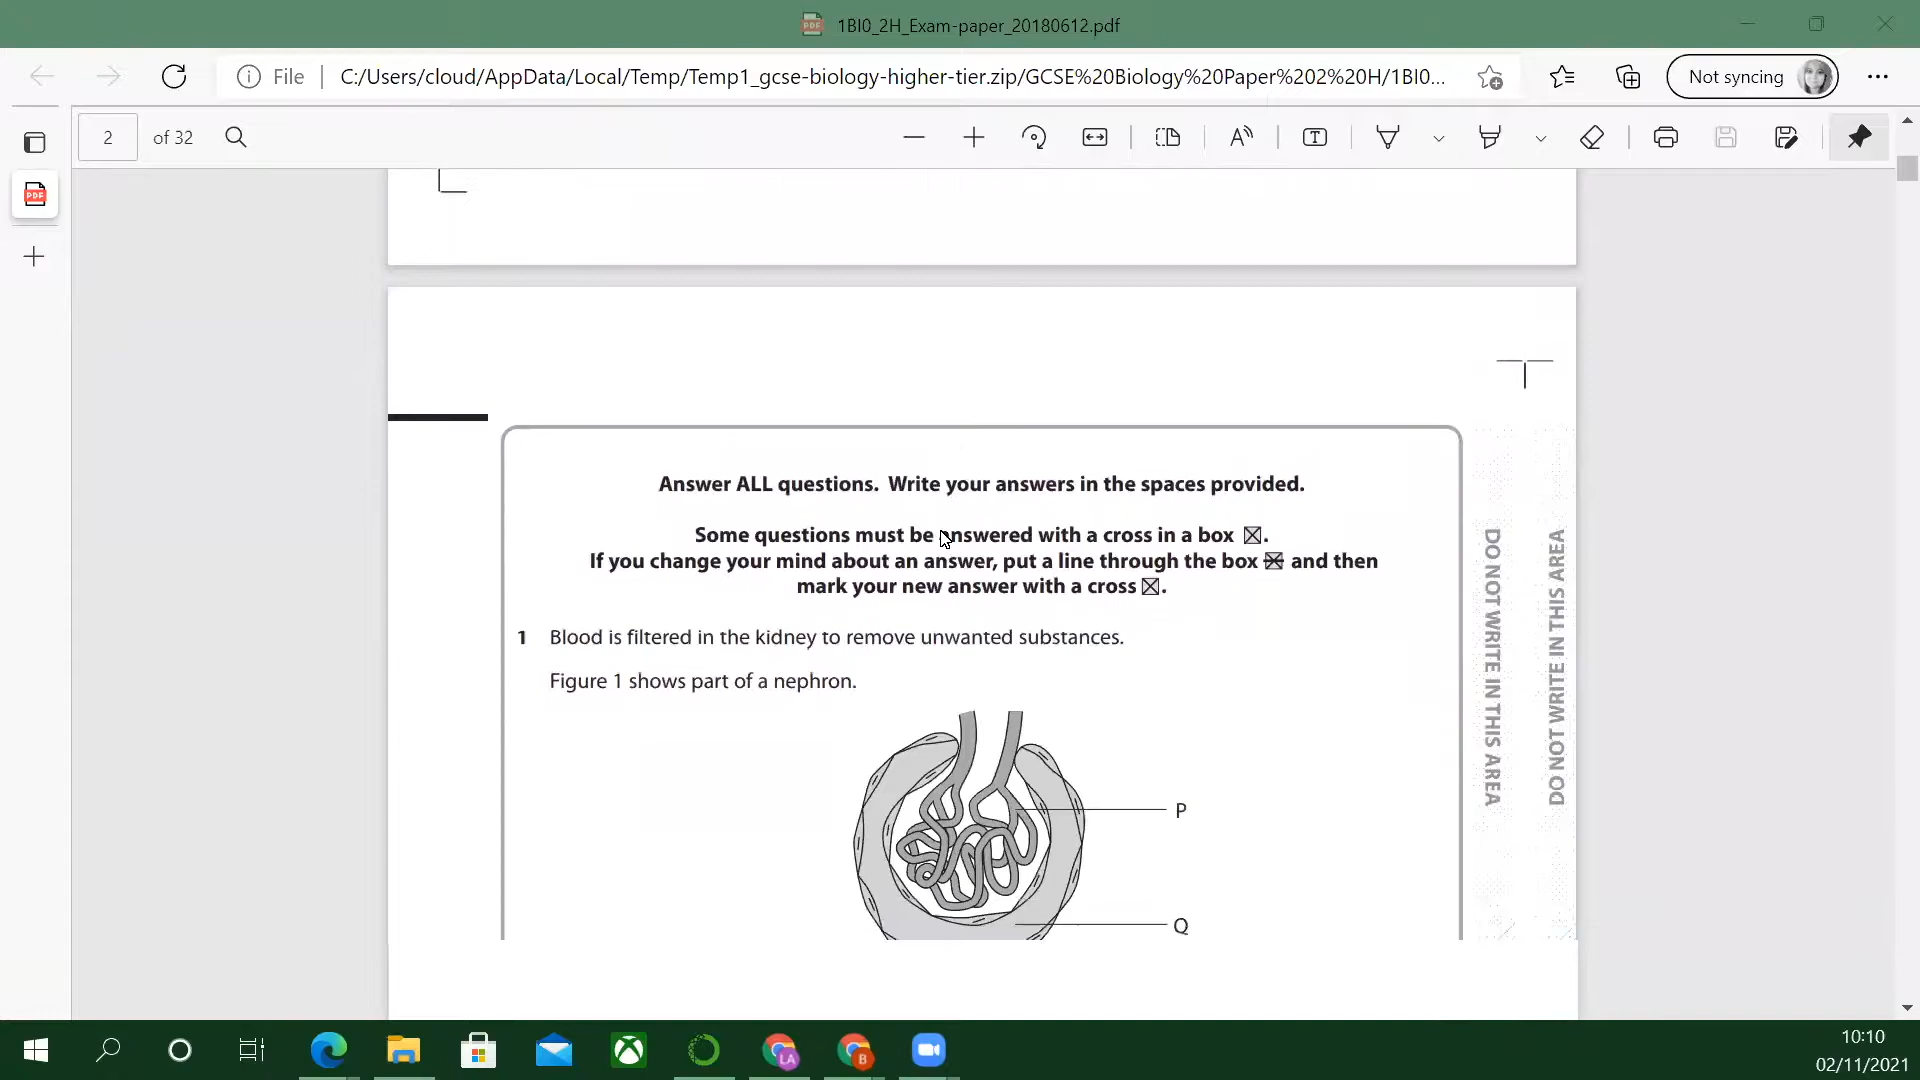 1BI0_2H_Exam-paper_20180612.pdf
File
C:/Users/cloud/AppData/Local/Temp/Temp1_gcse-biology-higher-tier.zip/GCSE%20Biology%20Paper%202%20H/1BI0...
Not syncing
2 of 32
Answer ALL questions. Write your answers in the spaces provided.
Some questions must be answered with a cross in a box ☒.
If you change your mind about an answer, put a line through the box ☒ and then
mark your new answer with a cross ☒.
1 Blood is filtered in the kidney to remove unwanted substances.
Figure 1 shows part of a nephron.
P
Q
DO NOT WRITE IN THIS AREA
DO NOT WRITE IN THIS AREA
LA
B
10:10
02/11/2021